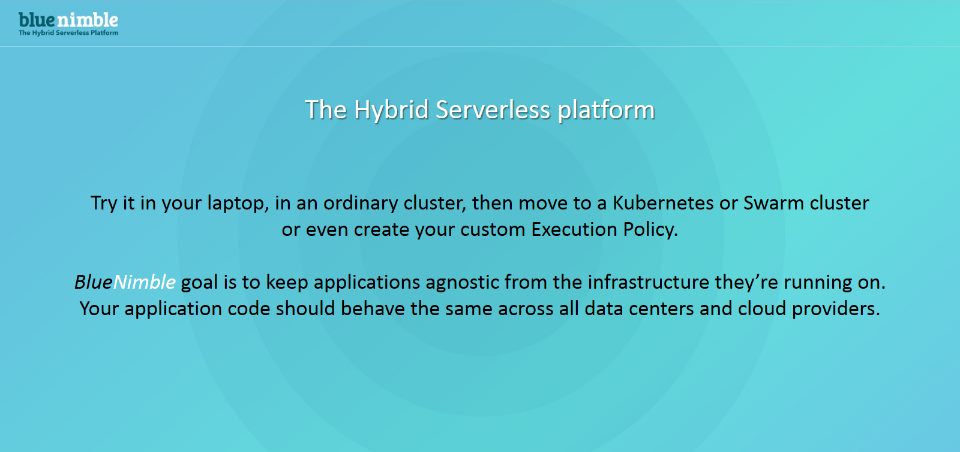 blue nimble
The Hybrid Serverless Platform
The Hybrid Serverless platform
Try it in your laptop, in an ordinary cluster, then move to a Kubernetes or Swarm cluster
or even create your custom Execution Policy.
BlueNimble goal is to keep applications agnostic from the infrastructure they’re running on.
Your application code should behave the same across all data centers and cloud providers.